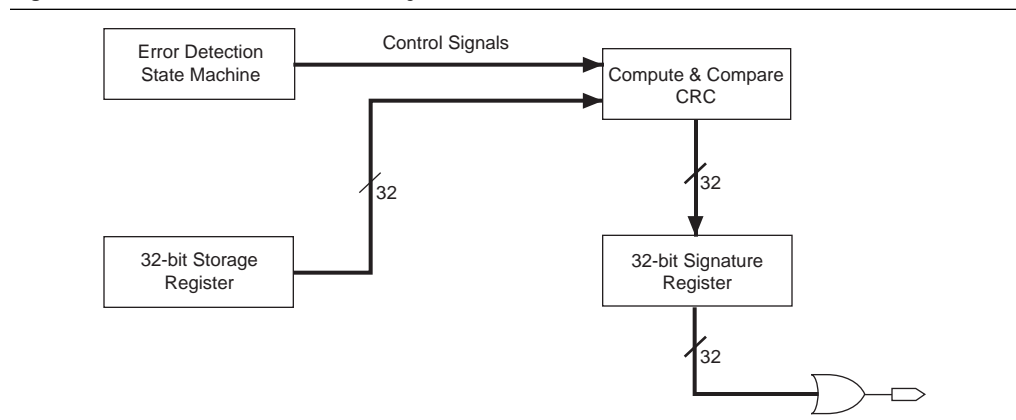 Error Detection
State Machine
Control Signals
Compute & Compare
CRC
32
32
32-bit Storage
Register
32-bit Signature
Register
32